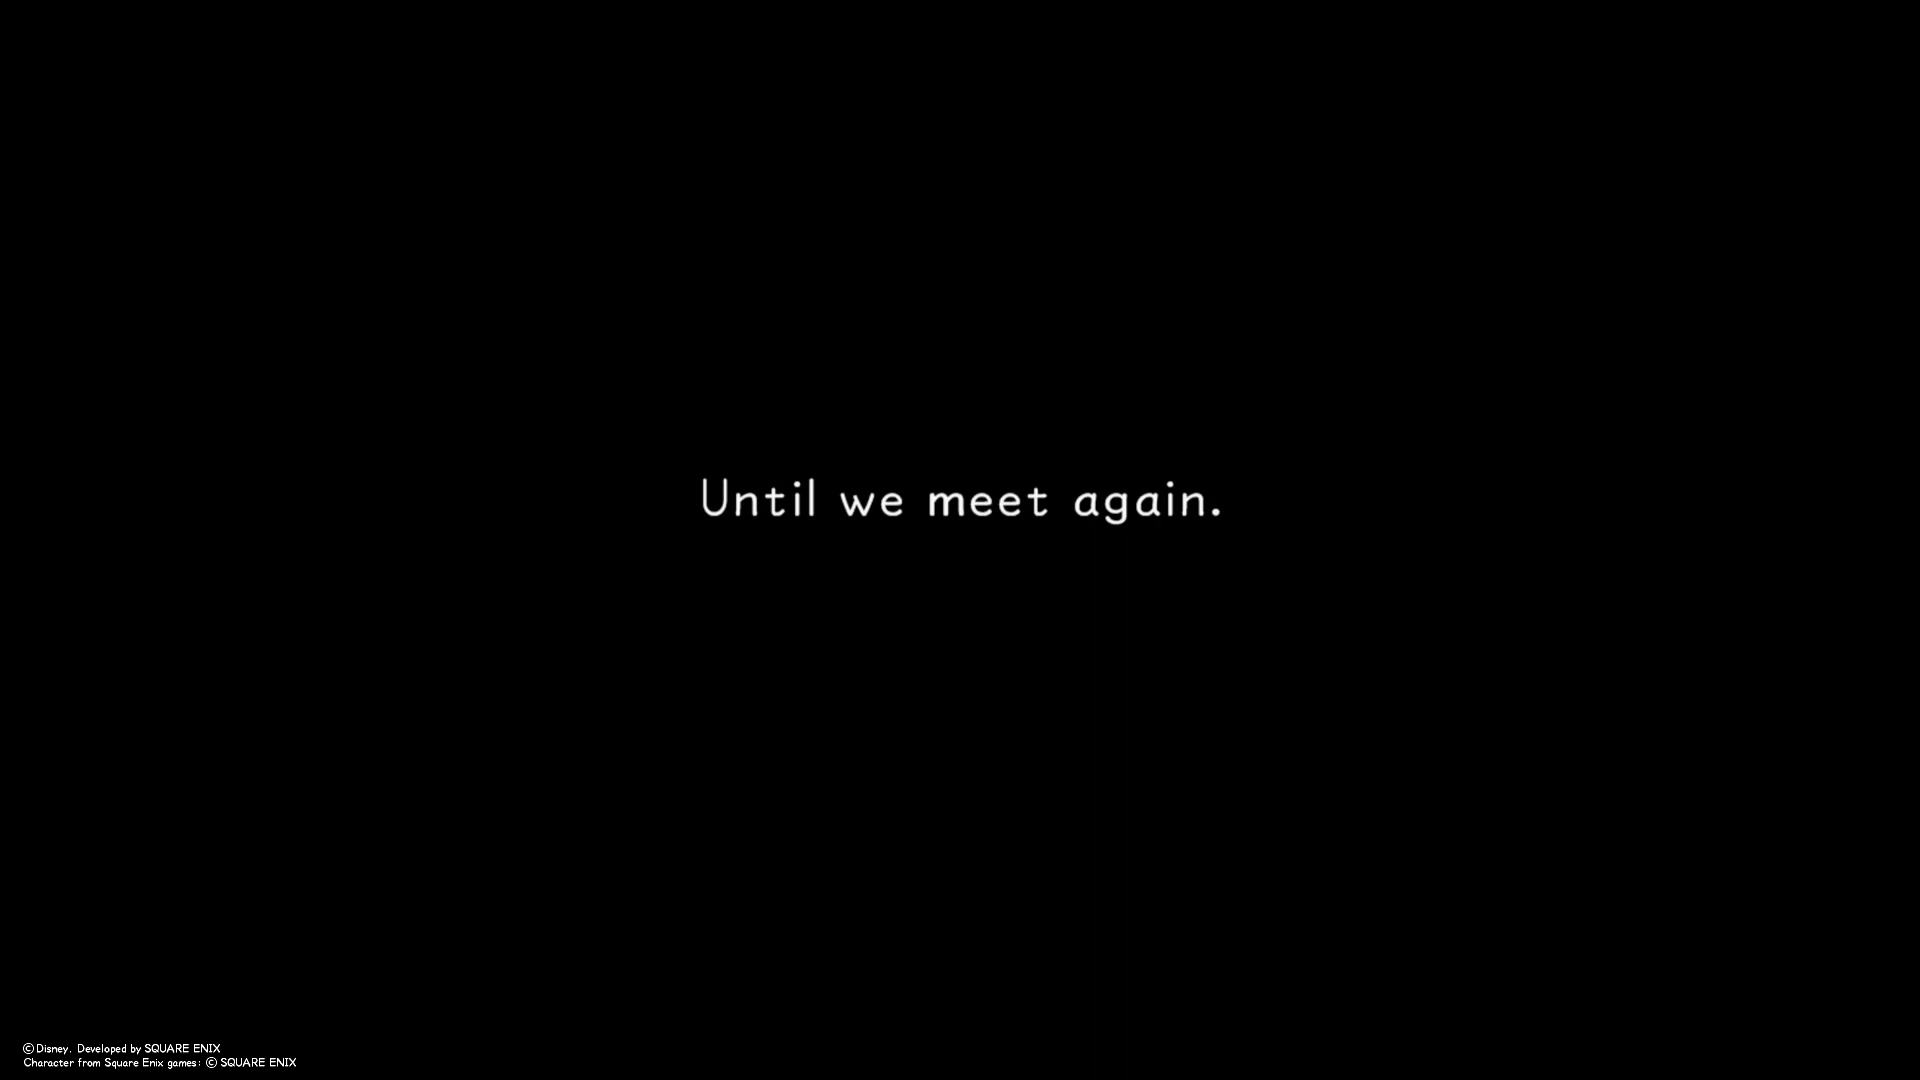 Until we meet again.
©Disney. Developed by SQUARE ENIX
Character from Square Enix games: © SQUARE ENIX